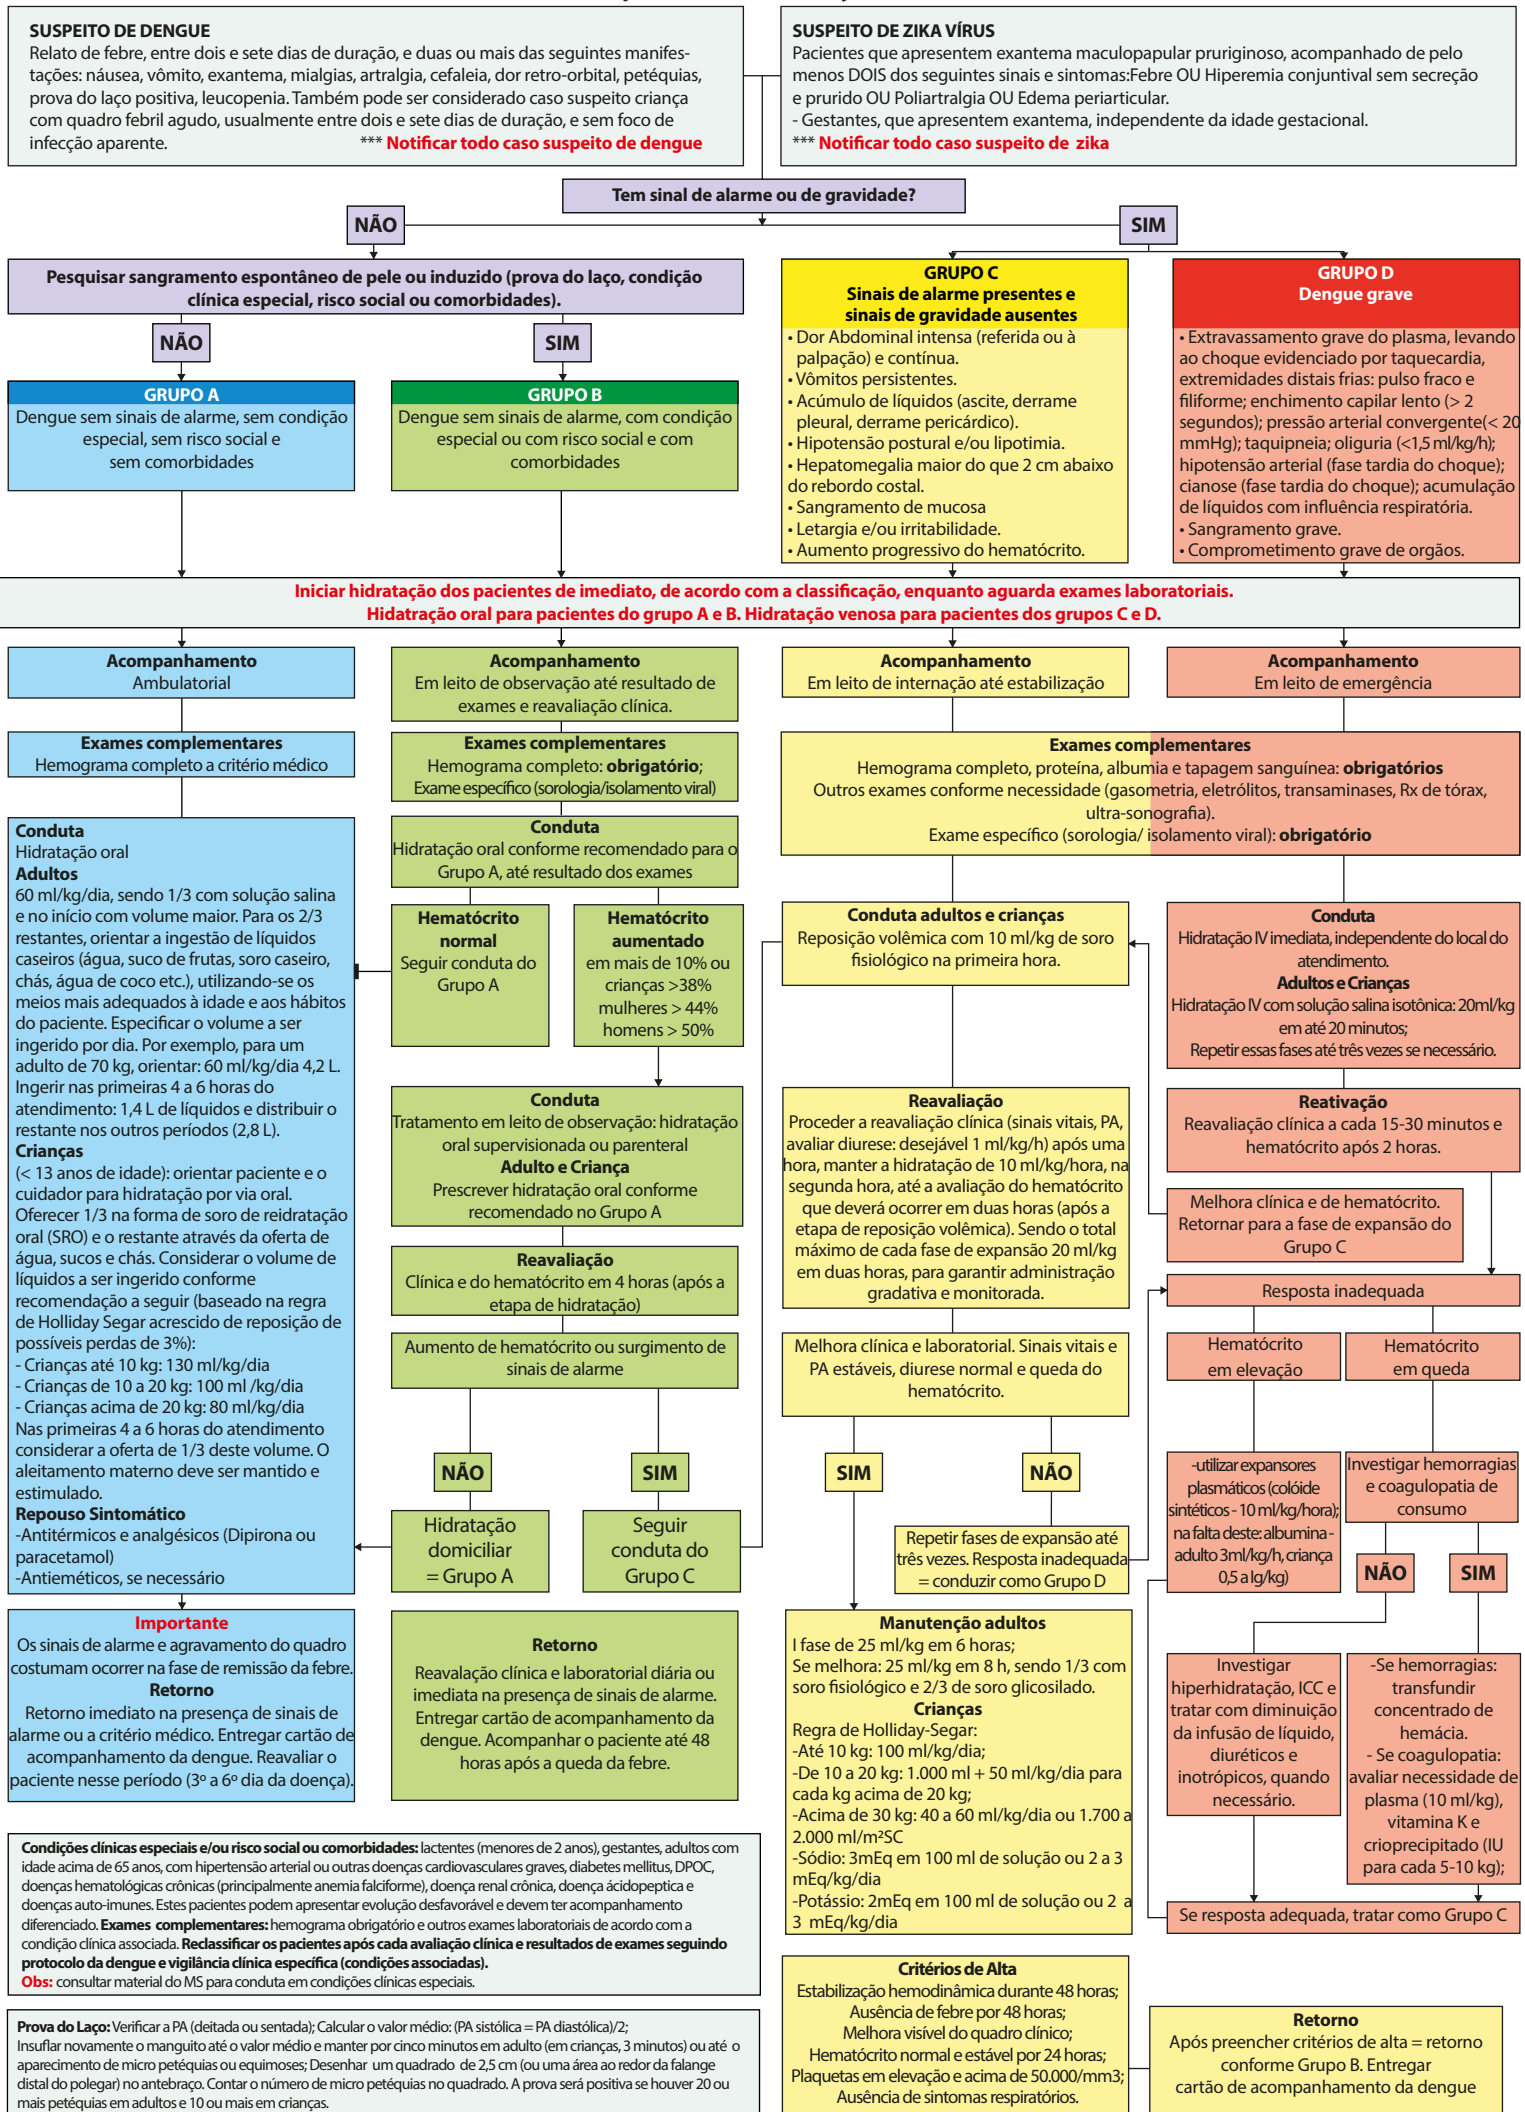 SUSPEITO DE DENGUE
Relato de febre, entre dois e sete dias de duração, e duas ou mais das seguintes manifes-
tações: náusea, vômito, exantema, mialgias, artralgia, cefaleia, dor retro-orbital, petéquias,
prova do laço positiva, leucopenia. Também pode ser considerado caso suspeito criança
com quadro febril agudo, usualmente entre dois e sete dias de duração, e sem foco de
infecção aparente. *** Notificar todo caso suspeito de dengue
SUSPEITO DE ZIKA VÍRUS
Pacientes que apresentem exantema maculopapular pruriginoso, acompanhado de pelo
menos DOIS dos seguintes sinais e sintomas:Febre OU Hiperemia conjuntival sem secreção
e prurido OU Poliartralgia OU Edema periarticular.
- Gestantes, que apresentem exantema, independente da idade gestacional.
*** Notificar todo caso suspeito de zika
Tem sinal de alarme ou de gravidade?
NÃO
SIM
Pesquisar sangramento espontâneo de pele ou induzido (prova do laço, condição
clínica especial, risco social ou comorbidades).
NÃO
SIM
GRUPO A
Dengue sem sinais de alarme, sem condição
especial, sem risco social e
sem comorbidades
GRUPO B
Dengue sem sinais de alarme, com condição
especial ou com risco social e com
comorbidades
GRUPO C
Sinais de alarme presentes e
sinais de gravidade ausentes
• Dor Abdominal intensa (referida ou à
palpação) e contínua.
• Vômitos persistentes.
• Acúmulo de líquidos (ascite, derrame
pleural, derrame pericárdico).
• Hipotensão postural e/ou lipotimia.
• Hepatomegalia maior do que 2 cm abaixo
do rebordo costal.
• Sangramento de mucosa
• Letargia e/ou irritabilidade.
• Aumento progressivo do hematócrito.
GRUPO D
Dengue grave
• Extravassamento grave do plasma, levando
ao choque evidenciado por taquecardia,
extremidades distais frias: pulso fraco e
filiforme; enchimento capilar lento (> 2
segundos); pressão arterial convergente(< 20
mmHg); taquipneia; oliguria (<1,5 ml/kg/h);
hipotensão arterial (fase tardia do choque);
cianose (fase tardia do choque); acumulação
de líquidos com influência respiratória.
• Sangramento grave.
• Comprometimento grave de orgãos.
Iniciar hidratação dos pacientes de imediato, de acordo com a classificação, enquanto aguarda exames laboratoriais.
Hidatração oral para pacientes do grupo A e B. Hidratação venosa para pacientes dos grupos C e D.
Acompanhamento
Ambulatorial
Exames complementares
Hemograma completo a critério médico
Conduta
Hidratação oral
Adultos
60 ml/kg/dia, sendo 1/3 com solução salina
e no início com volume maior. Para os 2/3
restantes, orientar a ingestão de líquidos
caseiros (água, suco de frutas, soro caseiro,
chás, água de coco etc.), utilizando-se os
meios mais adequados à idade e aos hábitos
do paciente. Especificar o volume a ser
ingerido por dia. Por exemplo, para um
adulto de 70 kg, orientar: 60 ml/kg/dia 4,2 L.
Ingerir nas primeiras 4 a 6 horas do
atendimento: 1,4 L de líquidos e distribuir o
restante nos outros períodos (2,8 L).
Crianças
(< 13 anos de idade): orientar paciente e o
cuidador para hidratação por via oral.
Oferecer 1/3 na forma de soro de reidratação
oral (SRO) e o restante através da oferta de
água, sucos e chás. Considerar o volume de
líquidos a ser ingerido conforme
recomendação a seguir (baseado na regra
de Holliday Segar acrescido de reposição de
possíveis perdas de 3%):
- Crianças até 10 kg: 130 ml/kg/dia
- Crianças de 10 a 20 kg: 100 ml /kg/dia
- Crianças acima de 20 kg: 80 ml/kg/dia
Nas primeiras 4 a 6 horas do atendimento
considerar a oferta de 1/3 deste volume. O
aleitamento materno deve ser mantido e
estimulado.
Repouso Sintomático
-Antitérmicos e analgésicos (Dipirona ou
paracetamol)
-Antieméticos, se necessário
Importante
Os sinais de alarme e agravamento do quadro
costumam ocorrer na fase de remissão da febre.
Retorno
Retorno imediato na presença de sinais de
alarme ou a critério médico. Entregar cartão de
acompanhamento da dengue. Reavaliar o
paciente nesse período (3º a 6º dia da doença).
Acompanhamento
Em leito de observação até resultado de
exames e reavaliação clínica.
Exames complementares
Hemograma completo: obrigatório;
Exame específico (sorologia/isolamento viral)
Conduta
Hidratação oral conforme recomendado para o
Grupo A, até resultado dos exames
Hematócrito
normal
Seguir conduta do
Grupo A
Hematócrito
aumentado
em mais de 10% ou
crianças >38%
mulheres > 44%
homens > 50%
Conduta
Tratamento em leito de observação: hidratação
oral supervisionada ou parenteral
Adulto e Criança
Prescrever hidratação oral conforme
recomendado no Grupo A
Reavaliação
Clínica e do hematócrito em 4 horas (após a
etapa de hidratação)
Aumento de hematócrito ou surgimento de
sinais de alarme
NÃO
SIM
Hidratação
domiciliar
= Grupo A
Seguir
conduta do
Grupo C
Retorno
Reavalação clínica e laboratorial diária ou
imediata na presença de sinais de alarme.
Entregar cartão de acompanhamento da
dengue. Acompanhar o paciente até 48
horas após a queda da febre.
Acompanhamento
Em leito de internação até estabilização
Acompanhamento
Em leito de emergência
Exames complementares
Hemograma completo, proteína, albumia e tapagem sanguínea: obrigatórios
Outros exames conforme necessidade (gasometria, eletrólitos, transaminases, Rx de tórax,
ultra-sonografia).
Exame específico (sorologia/ isolamento viral): obrigatório
Conduta adultos e crianças
Reposição volêmica com 10 ml/kg de soro
fisiológico na primeira hora.
Reavaliação
Proceder a reavaliação clínica (sinais vitais, PA,
avaliar diurese: desejável 1 ml/kg/h) após uma
hora, manter a hidratação de 10 ml/kg/hora, na
segunda hora, até a avaliação do hematócrito
que deverá ocorrer em duas horas (após a
etapa de reposição volêmica). Sendo o total
máximo de cada fase de expansão 20 ml/kg
em duas horas, para garantir administração
gradativa e monitorada.
Melhora clínica e laboratorial. Sinais vitais e
PA estáveis, diurese normal e queda do
hematócrito.
SIM
NÃO
Repetir fases de expansão até
três vezes. Resposta inadequada
= conduzir como Grupo D
Manutenção adultos
I fase de 25 ml/kg em 6 horas;
Se melhora: 25 ml/kg em 8 h, sendo 1/3 com
soro fisiológico e 2/3 de soro glicosilado.
Crianças
Regra de Holliday-Segar:
-Até 10 kg: 100 ml/kg/dia;
-De 10 a 20 kg: 1.000 ml + 50 ml/kg/dia para
cada kg acima de 20 kg;
-Acima de 30 kg: 40 a 60 ml/kg/dia ou 1.700 a
2.000 ml/m²SC
-Sódio: 3mEq em 100 ml de solução ou 2 a 3
mEq/kg/dia
-Potássio: 2mEq em 100 ml de solução ou 2 a
3 mEq/kg/dia
Conduta
Hidratação IV imediata, independente do local do
atendimento.
Adultos e Crianças
Hidratação IV com solução salina isotônica: 20ml/kg
em até 20 minutos;
Repetir essas fases até três vezes se necessário.
Reativação
Reavaliação clínica a cada 15-30 minutos e
hematócrito após 2 horas.
Melhora clínica e de hematócrito.
Retornar para a fase de expansão do
Grupo C
Resposta inadequada
Hematócrito
em elevação
Hematócrito
em queda
-utilizar expansores
plasmáticos (colóide
sintéticos - 10 ml/kg/hora);
na falta deste: albumina -
adulto 3ml/kg/h, criança
0,5 a lg/kg)
Investigar hemorragias
e coagulopatia de
consumo
NÃO
SIM
Investigar
hiperhidratação, ICC e
tratar com diminuição
da infusão de líquido,
diuréticos e
inotrópicos, quando
necessário.
-Se hemorragias:
transfundir
concentrado de
hemácia.
- Se coagulopatia:
avaliar necessidade de
plasma (10 ml/kg),
vitamina K e
crioprecipitado (IU
para cada 5-10 kg);
Se resposta adequada, tratar como Grupo C
Condições clínicas especiais e/ou risco social ou comorbidades: lactentes (menores de 2 anos), gestantes, adultos com
idade acima de 65 anos, com hipertensão arterial ou outras doenças cardiovasculares graves, diabetes mellitus, DPOC,
doenças hematológicas crônicas (principalmente anemia falciforme), doença renal crônica, doença ácidopeptica e
doenças auto-imunes. Estes pacientes podem apresentar evolução desfavorável e devem ter acompanhamento
diferenciado. Exames complementares: hemograma obrigatório e outros exames laboratoriais de acordo com a
condição clínica associada. Reclassificar os pacientes após cada avaliação clínica e resultados de exames seguindo
protocolo da dengue e vigilância clínica específica (condições associadas).
Obs: consultar material do MS para conduta em condições clínicas especiais.
Prova do Laço: Verificar a PA (deitada ou sentada); Calcular o valor médio: (PA sistólica = PA diastólica)/2;
Insuflar novamente o manguito até o valor médio e manter por cinco minutos em adulto (em crianças, 3 minutos) ou até o
aparecimento de micro petéquias ou equimoses; Desenhar um quadrado de 2,5 cm (ou uma área ao redor da falange
distal do polegar) no antebraço. Contar o número de micro petéquias no quadrado. A prova será positiva se houver 20 ou
mais petéquias em adultos e 10 ou mais em crianças.
Critérios de Alta
Estabilização hemodinâmica durante 48 horas;
Ausência de febre por 48 horas;
Melhora visível do quadro clínico;
Hematócrito normal e estável por 24 horas;
Plaquetas em elevação e acima de 50.000/mm3;
Ausência de sintomas respiratórios.
Retorno
Após preencher critérios de alta = retorno
conforme Grupo B. Entregar
cartão de acompanhamento da dengue